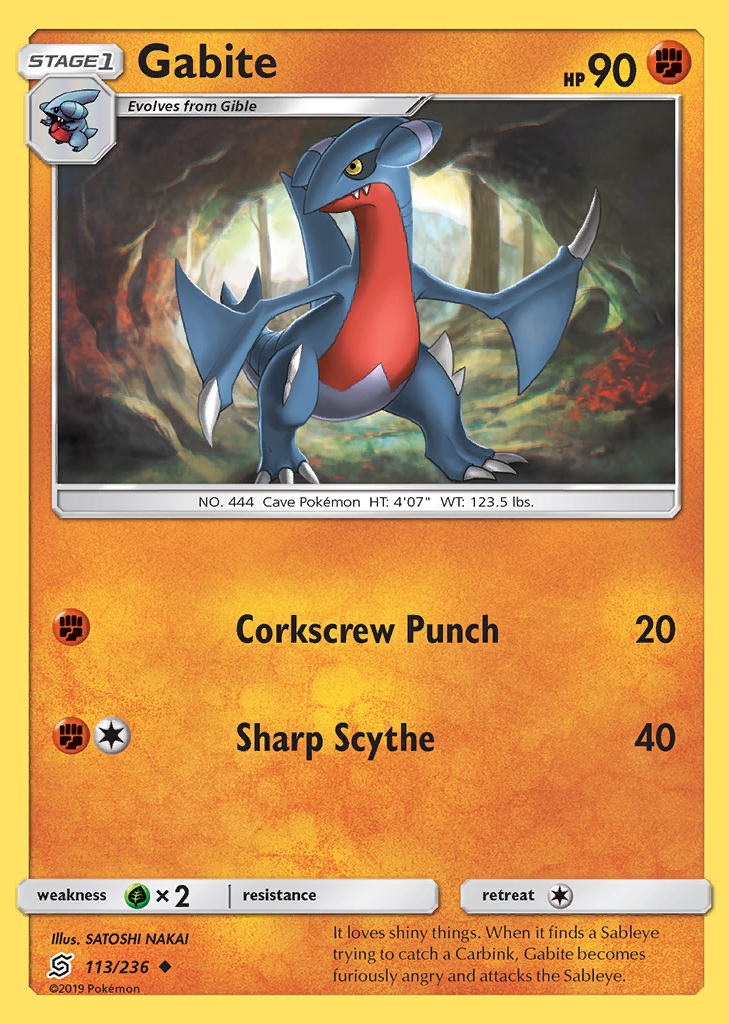 STAGE1
Gabite
HP 90
Evolves from Gible
NO. 444 Cave Pokémon HT: 4'07" WT: 123.5 lbs.
Corkscrew Punch 20
Sharp Scythe 40
weakness × 2 resistance retreat
Illus. SATOSHI NAKAI
113/236
©2019 Pokémon
It loves shiny things. When it finds a Sableye
trying to catch a Carbink, Gabite becomes
furiously angry and attacks the Sableye.